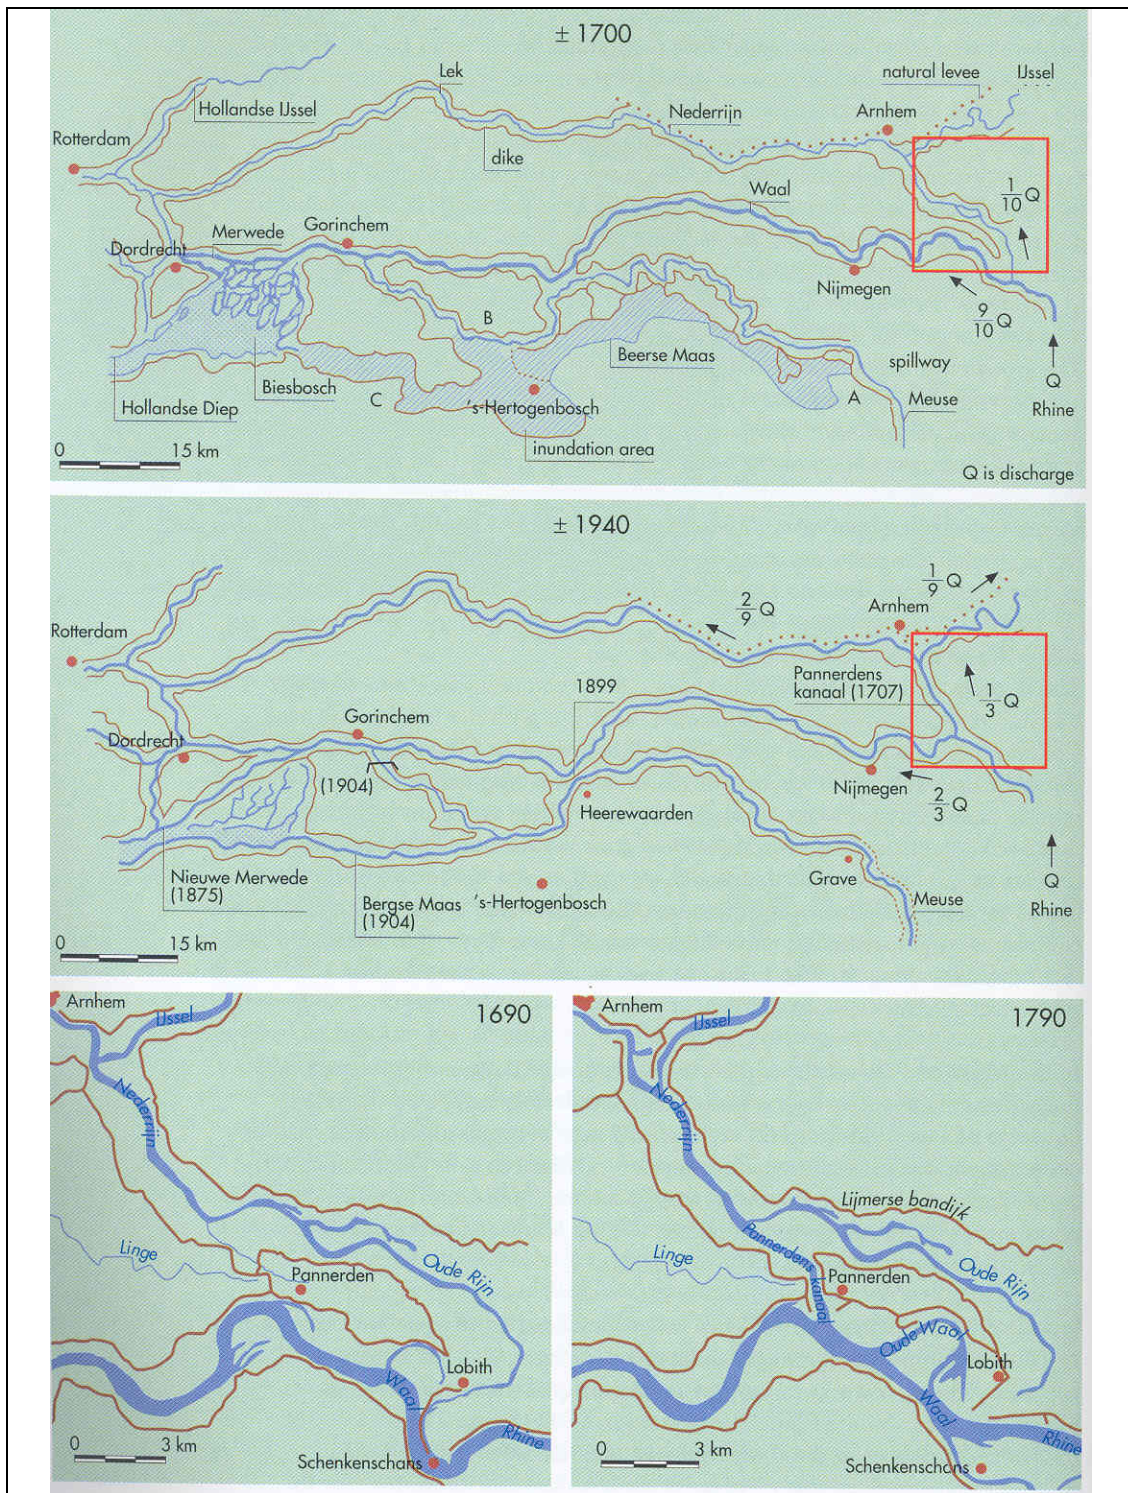 ± 1700
Lek
natural levee
IJssel
Hollandse IJssel
Nederrijn
Arnhem
Rotterdam
dike
Waal
1
10 Q
Merwede
Gorinchem
Dordrecht
Nijmegen
9
10 Q
B
Beerse Maas
spillway
Q
Biesbosch
C
's-Hertogenbosch
A
Meuse
Rhine
Hollandse Diep
inundation area
0 15 km
Q is discharge
± 1940
1
9 Q
2
9 Q
Arnhem
Rotterdam
Pannerdens
kanaal (1707)
1
3 Q
1899
Gorinchem
Dordrecht
(1904)
Nijmegen
2
3 Q
Heerewaarden
Nieuwe Merwede
(1875)
Grave
Q
Bergse Maas
(1904)
's-Hertogenbosch
Meuse
Rhine
0 15 km
Arnhem
IJssel
1690
Nederrijn
Linge
Oude Rijn
Pannerden
Lobith
Waal
Rhine
0 3 km
Schenkenschans
Arnhem
IJssel
1790
Nederrijn
Lijmerse bandijk
Pannerdens kanaal
Linge
Oude Rijn
Pannerden
Oude Waal
Lobith
Waal
Rhine
0 3 km
Schenkenschans